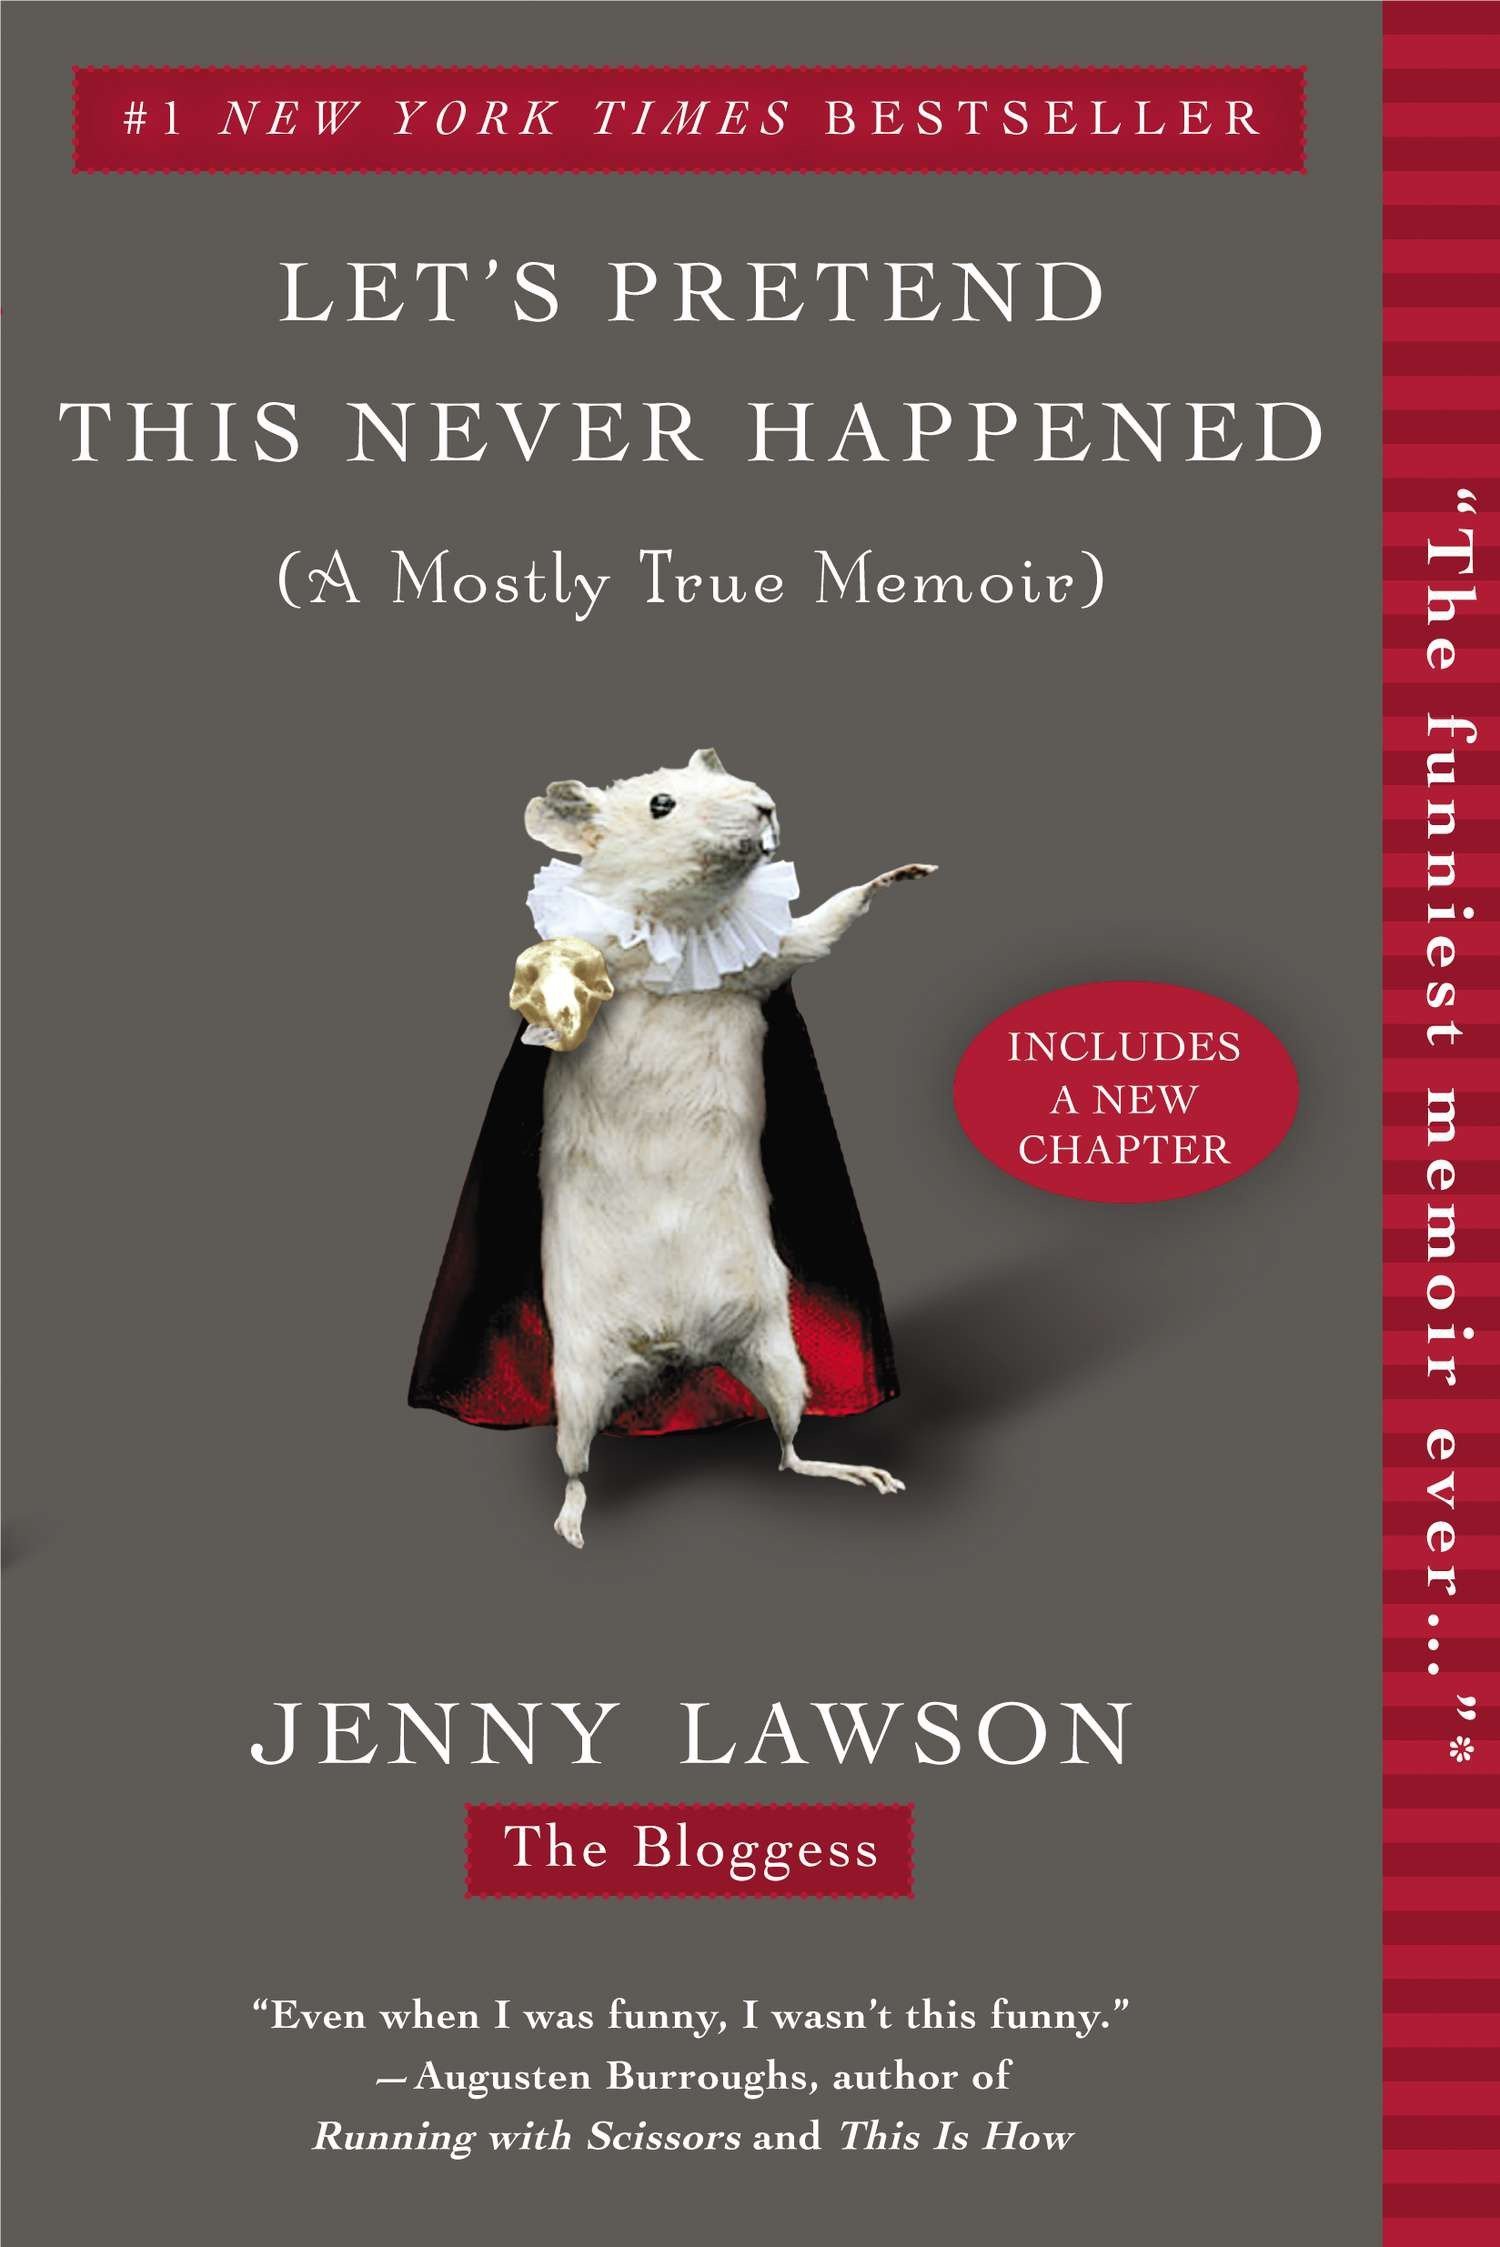 #1 NEW YORK TIMES BESTSELLER
LET’S PRETEND
THIS NEVER HAPPENED
(A Mostly True Memoir)
INCLUDES
A NEW
CHAPTER
JENNY LAWSON
The Bloggess
“Even when I was funny, I wasn’t this funny.”
—Augusten Burroughs, author of
Running with Scissors and This Is How
“The funniest memoir ever...”*